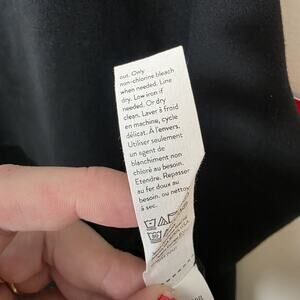 out. Only
non-chlorine bleach
when needed. Line
dry. Low iron if
needed. Or dry
clean. Laver à froid
en machine, cycle
délicat. À l'envers.
Utiliser seulement
un agent de
blanchiment non
chloré au besoin.
Etendre. Repasser
au fer doux au
besoin. ou nettoy
à sec.